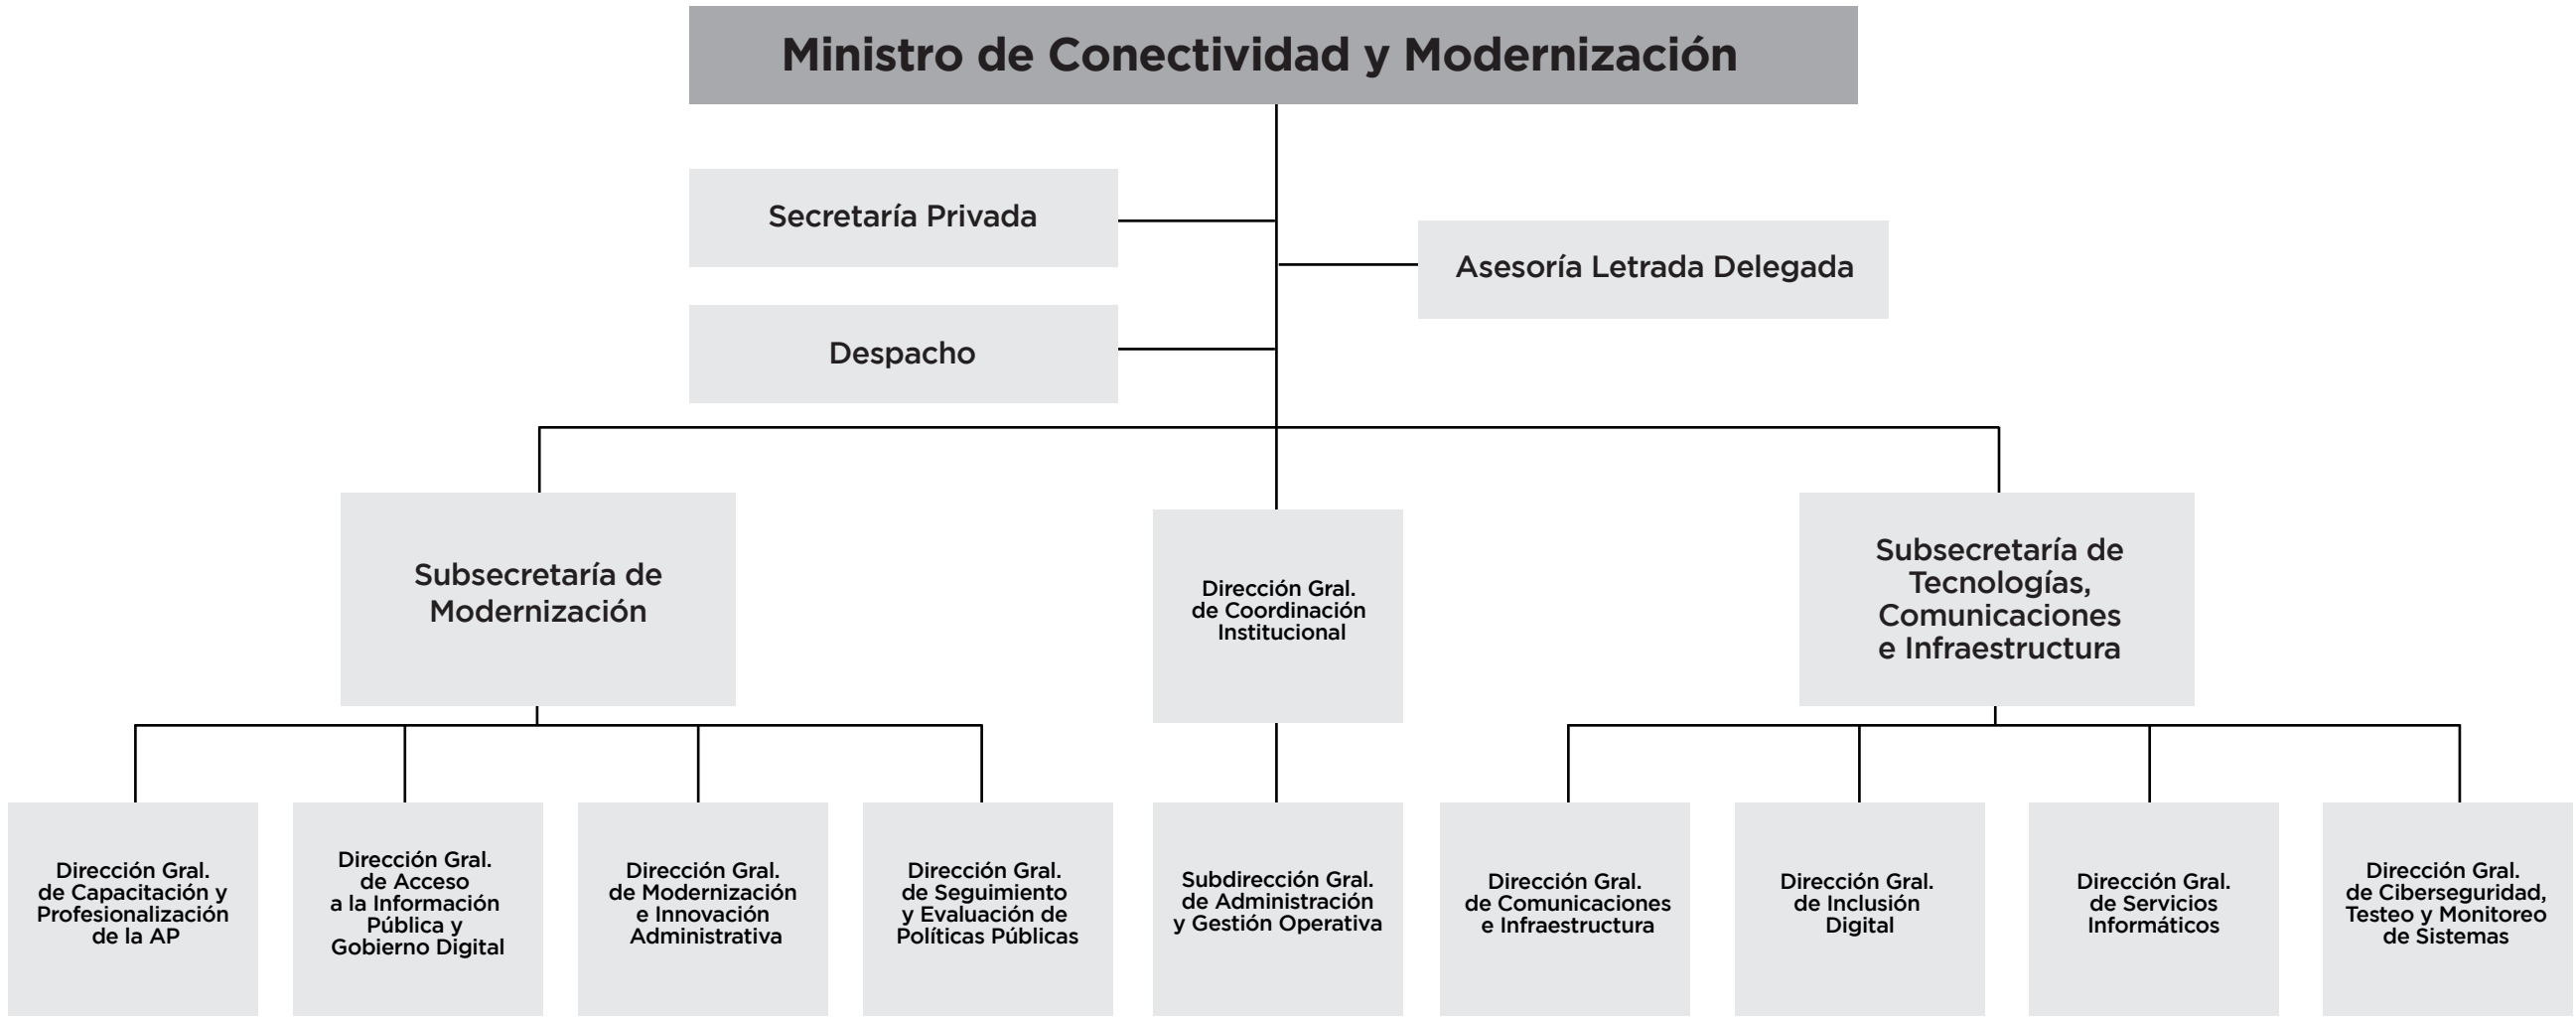 Ministro de Conectividad y Modernización
Secretaría Privada
Asesoría Letrada Delegada
Despacho
Subsecretaría de
Modernización
Dirección Gral.
de Coordinación
Institucional
Subsecretaría de
Tecnologías,
Comunicaciones
e Infraestructura
Dirección Gral.
de Capacitación y
Profesionalización
de la AP
Dirección Gral.
de Acceso
a la Información
Pública y
Gobierno Digital
Dirección Gral.
de Modernización
e Innovación
Administrativa
Dirección Gral.
de Seguimiento
y Evaluación de
Políticas Públicas
Subdirección Gral.
de Administración
y Gestión Operativa
Dirección Gral.
de Comunicaciones
e Infraestructura
Dirección Gral.
de Inclusión
Digital
Dirección Gral.
de Servicios
Informáticos
Dirección Gral.
de Ciberseguridad,
Testeo y Monitoreo
de Sistemas